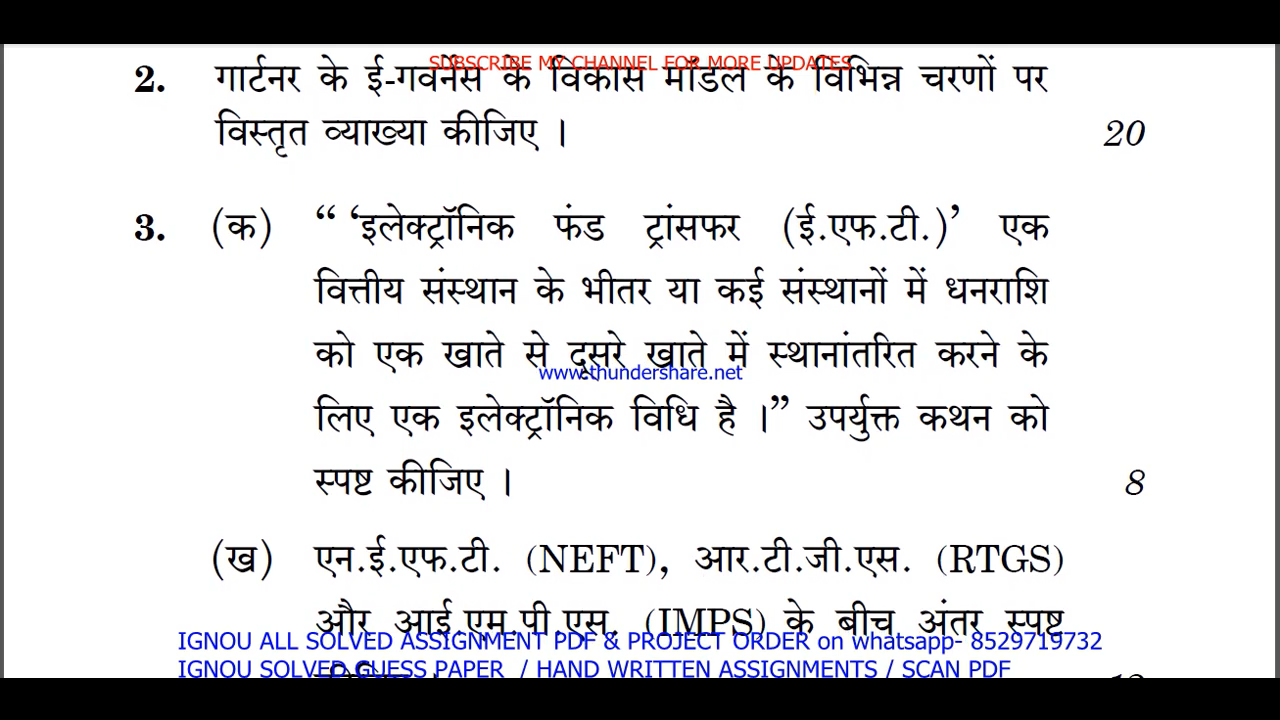 SUBSCRIBE MY CHANNEL FOR MORE UPDATES
2. गार्टनर के ई-गवर्नेंस के विकास मॉडल के विभिन्न चरणों पर
विस्तृत व्याख्या कीजिए । 20
3. (क) “ ‘इलेक्ट्रॉनिक फंड ट्रांसफर (ई.एफ.टी.)’ एक
वित्तीय संस्थान के भीतर या कई संस्थानों में धनराशि
को एक खाते से दूसरे खाते में स्थानांतरित करने के
www.thundershare.net
लिए एक इलेक्ट्रॉनिक विधि है ।” उपर्युक्त कथन को
स्पष्ट कीजिए । 8
(ख) एन.ई.एफ.टी. (NEFT), आर.टी.जी.एस. (RTGS)
और आई.एम.पी.एस. (IMPS) के बीच अंतर स्पष्ट
IGNOU ALL SOLVED ASSIGNMENT PDF & PROJECT ORDER on whatsapp- 8529719732
IGNOU SOLVED GUESS PAPER / HAND WRITTEN ASSIGNMENTS / SCAN PDF